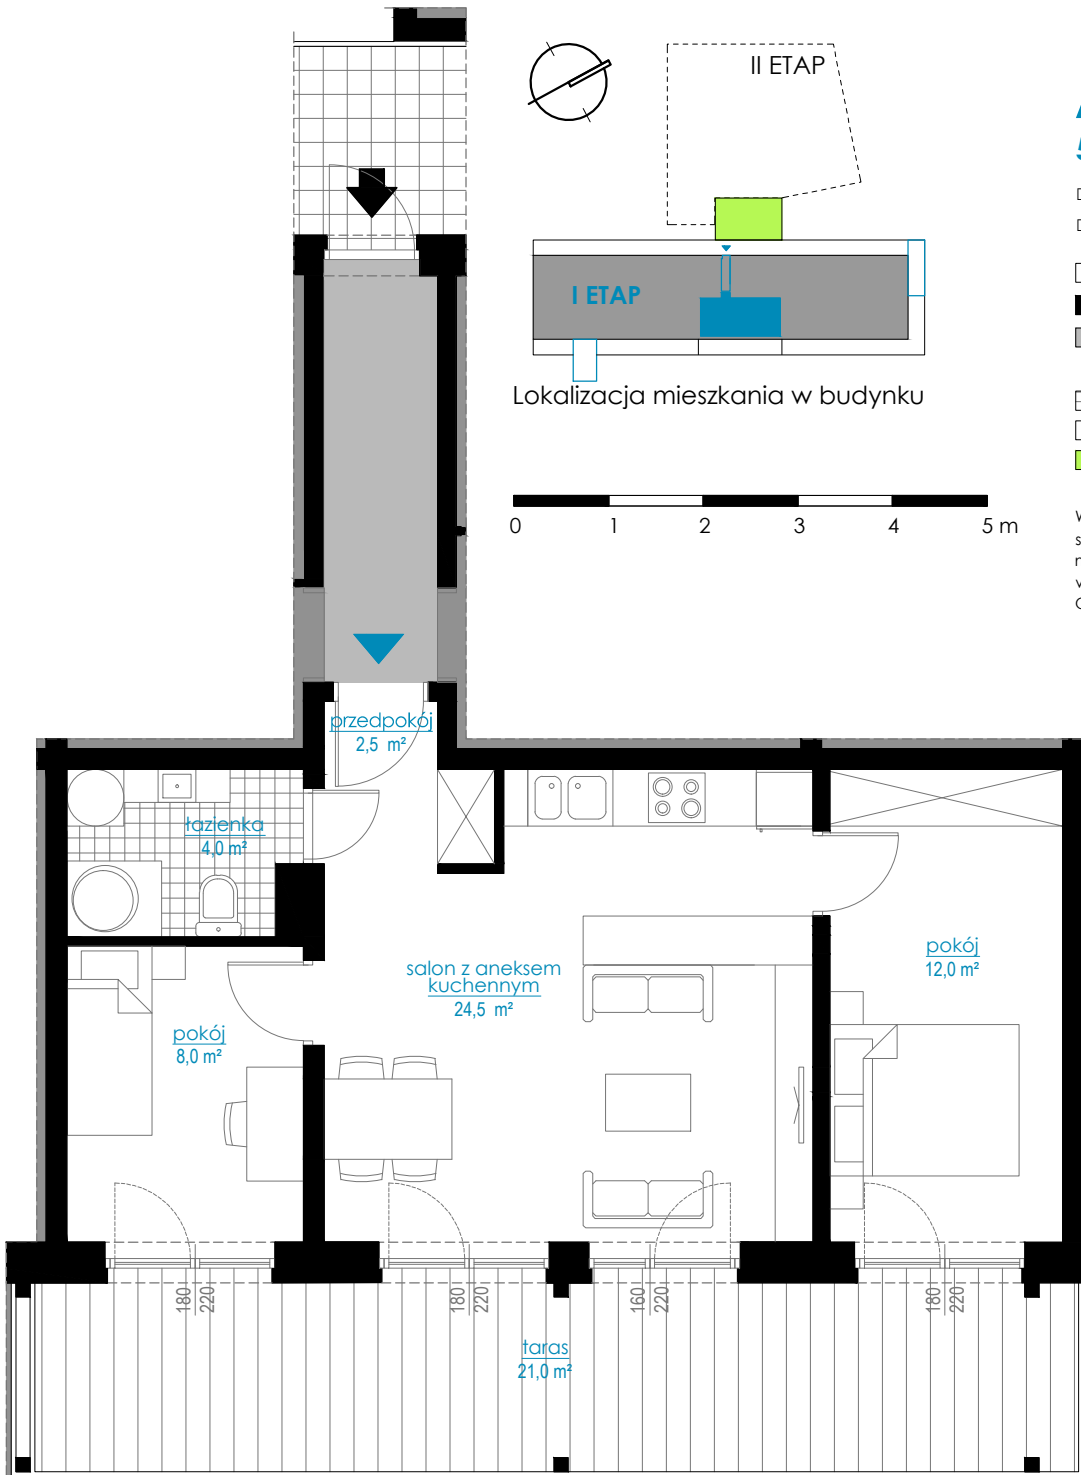 II ETAP
I ETAP
Lokalizacja mieszkania w budynku
0 1 2 3 4 5 m
przedpokój
2,5 m²
łazienka
4,0 m²
salon z aneksem
kuchennym
24,5 m²
pokój
12,0 m²
pokój
8,0 m²
180 220
180 220
160 220
180 220
taras
21,0 m²